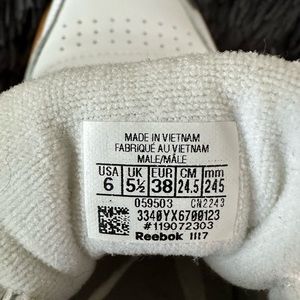 MADE IN VIETNAM
FABRIQUÉ AU VIETNAM
MALE/MÂLE
USA UK EUR CM mm
6 5½ 38 24.5 245
059503 CN2243
3340YX6700123
#119072303
Reebok 1117